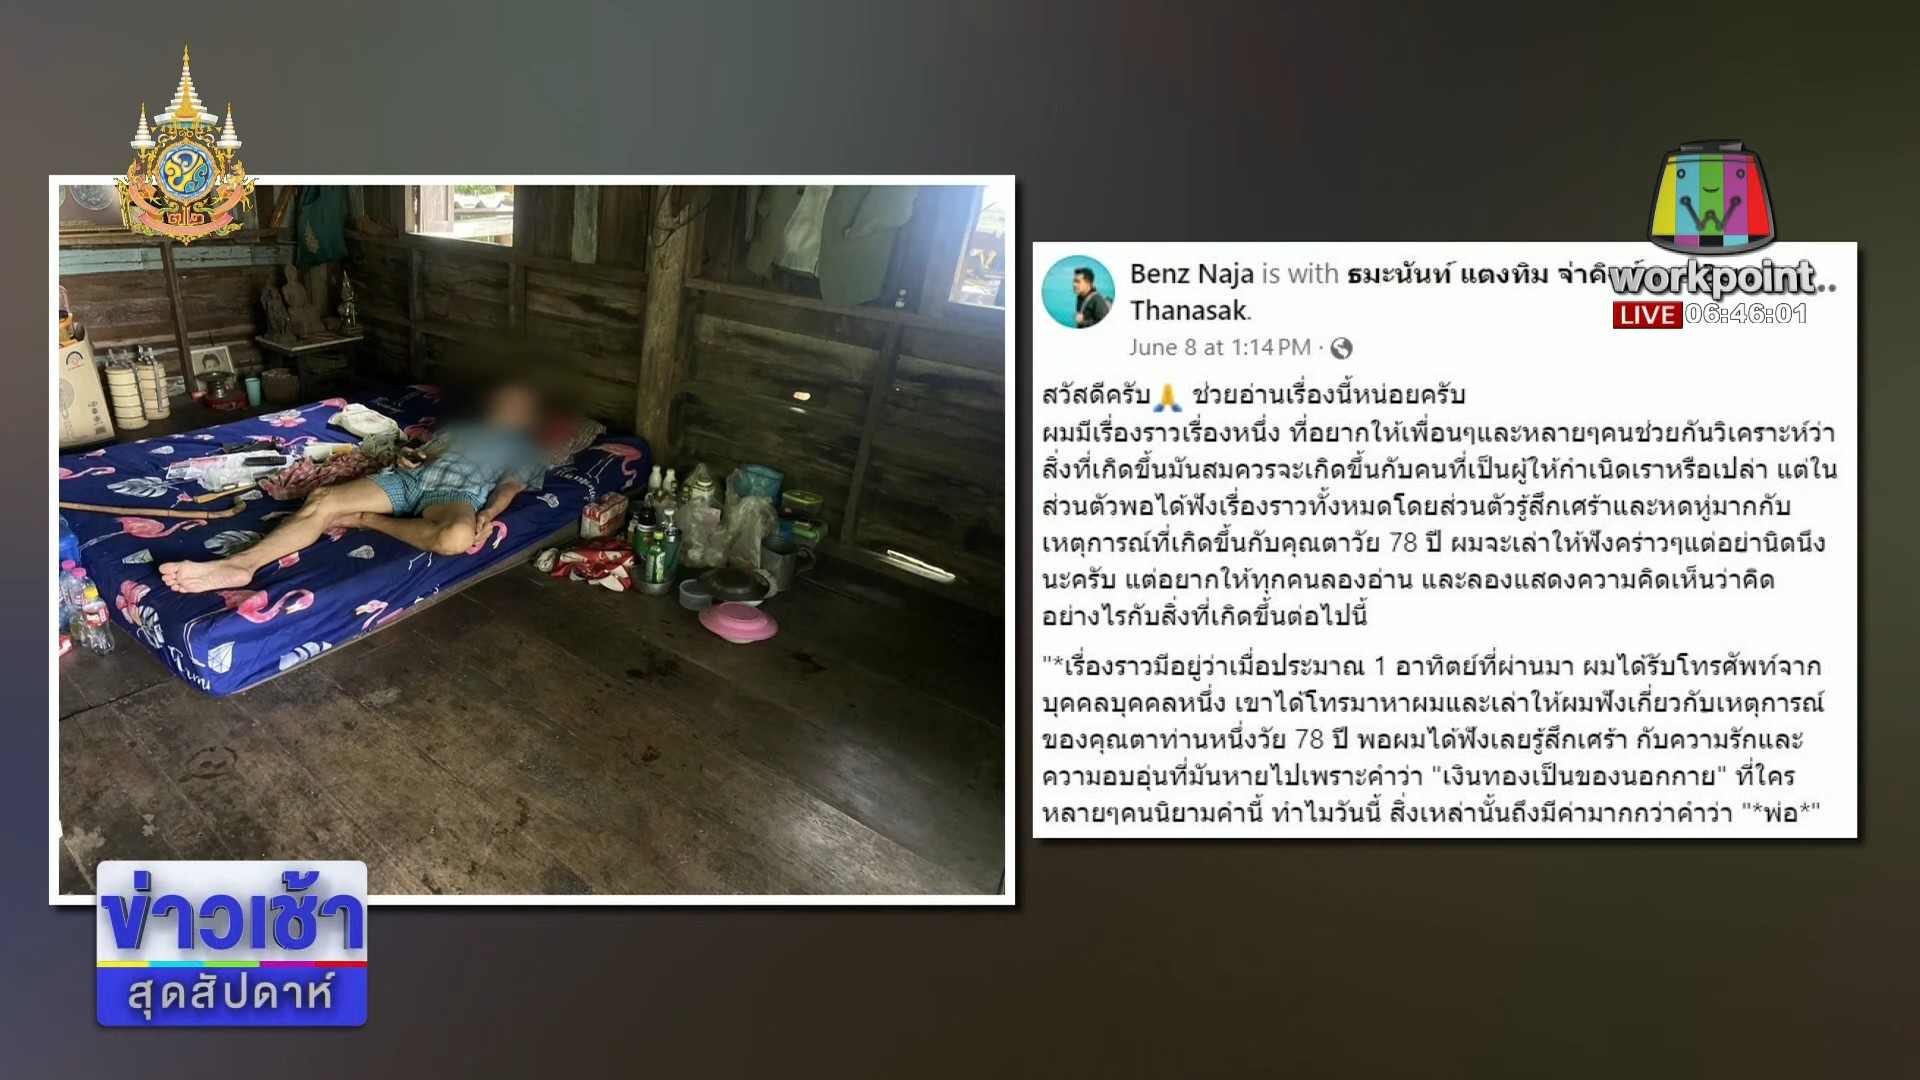 workpoint
LIVE 06:46:01
Benz Naja is with ธมะนันท์ แตงทิม จ่าคิงส์
Thanasak.
June 8 at 1:14 PM
สวัสดีครับ🙏 ช่วยอ่านเรื่องนี้หน่อยครับ
ผมมีเรื่องราวเรื่องหนึ่ง ที่อยากให้เพื่อนๆและหลายๆคนช่วยกันวิเคราะห์ว่า
สิ่งที่เกิดขึ้นมันสมควรจะเกิดขึ้นกับคนที่เป็นผู้ให้กำเนิดเราหรือเปล่า แต่ใน
ส่วนตัวพอได้ฟังเรื่องราวทั้งหมดโดยส่วนตัวรู้สึกเศร้าและหดหู่มากกับ
เหตุการณ์ที่เกิดขึ้นกับคุณตาวัย 78 ปี ผมจะเล่าให้ฟังคร่าวๆแต่อย่านิดนึง
นะครับ แต่อยากให้ทุกคนลองอ่าน และลองแสดงความคิดเห็นว่าคิด
อย่างไรกับสิ่งที่เกิดขึ้นต่อไปนี้
"*เรื่องราวมีอยู่ว่าเมื่อประมาณ 1 อาทิตย์ที่ผ่านมา ผมได้รับโทรศัพท์จาก
บุคคลบุคคลหนึ่ง เขาได้โทรมาหาผมและเล่าให้ผมฟังเกี่ยวกับเหตุการณ์
ของคุณตาท่านหนึ่งวัย 78 ปี พอผมได้ฟังเลยรู้สึกเศร้า กับความรักและ
ความอบอุ่นที่มันหายไปเพราะคำว่า "เงินทองเป็นของนอกกาย" ที่ใคร
หลายๆคนนิยามคำนี้ ทำไมวันนี้ สิ่งเหล่านั้นถึงมีค่ามากกว่าคำว่า "*พ่อ*"
ข่าวเช้า
สุดสัปดาห์